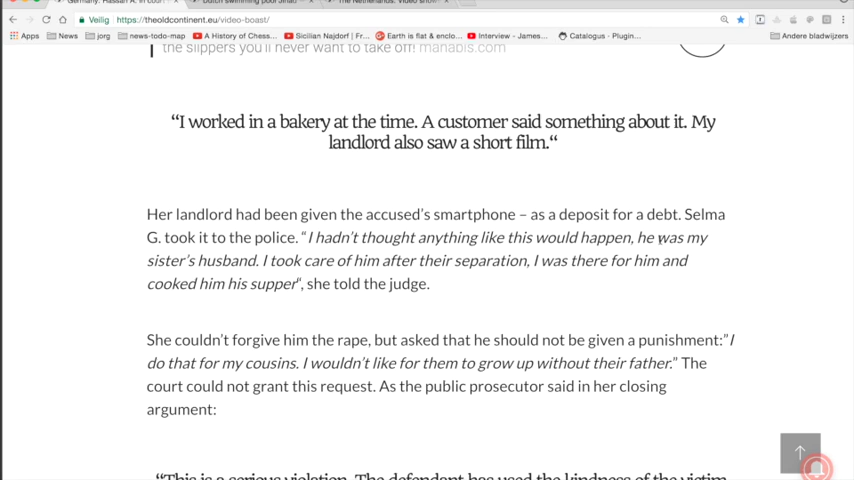 Veilig https://theoldcontinent.eu/video-boast/
Apps News jorg news-todo-map A History of Chess... Sicilian Najdorf | Fr... Earth is flat & enclo... Interview - James... Catalogus - Plugin... Andere bladwijzers
the slippers you'll never want to take off! mahabis.com
“I worked in a bakery at the time. A customer said something about it. My
landlord also saw a short film.“
Her landlord had been given the accused's smartphone – as a deposit for a debt. Selma
G. took it to the police. “I hadn't thought anything like this would happen, he was my
sister's husband. I took care of him after their separation, I was there for him and
cooked him his supper“, she told the judge.
She couldn't forgive him the rape, but asked that he should not be given a punishment:”I
do that for my cousins. I wouldn't like for them to grow up without their father.” The
court could not grant this request. As the public prosecutor said in her closing
argument:
“This is a serious violation. The defendant has used the kindness of the victim